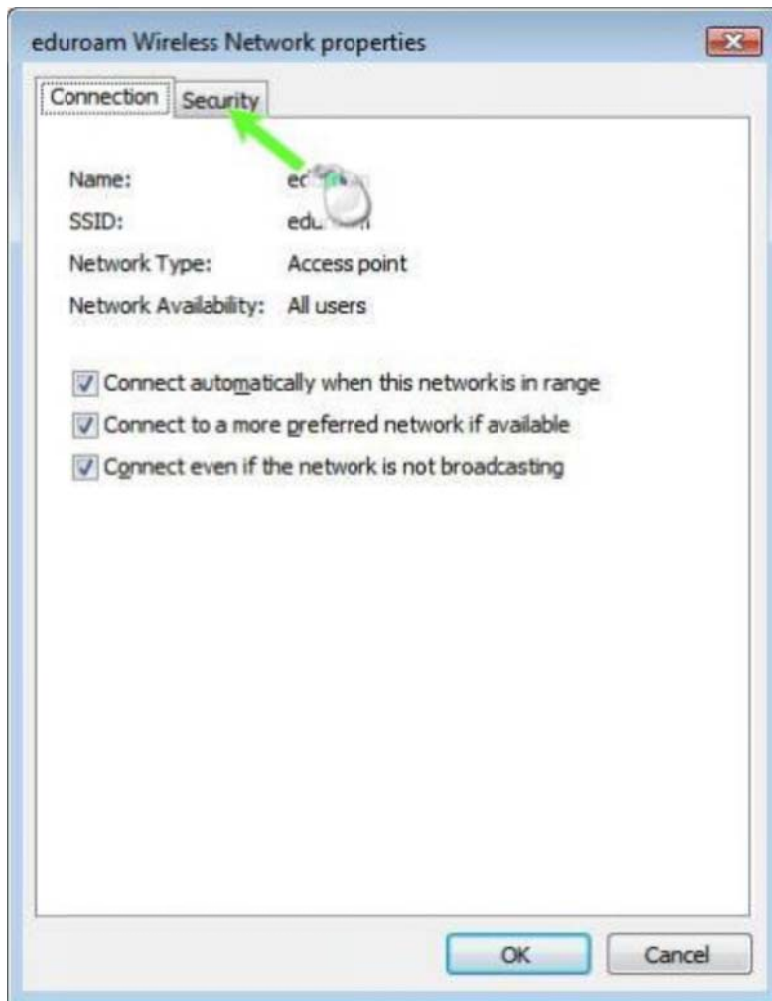 eduroam Wireless Network properties
Connection Security
Name:
SSID:
Network Type: Access point
Network Availability: All users
Connect automatically when this network is in range
Connect to a more preferred network if available
Connect even if the network is not broadcasting
OK Cancel